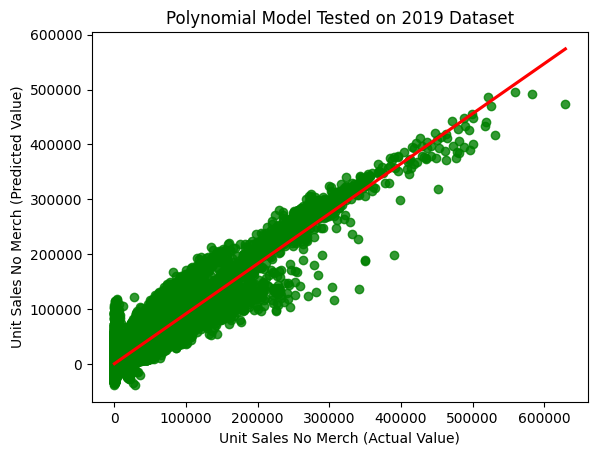 Polynomial Model Tested on 2019 Dataset
600000
500000
400000
300000
200000
100000
0
Unit Sales No Merch (Predicted Value)
0 100000 200000 300000 400000 500000 600000
Unit Sales No Merch (Actual Value)